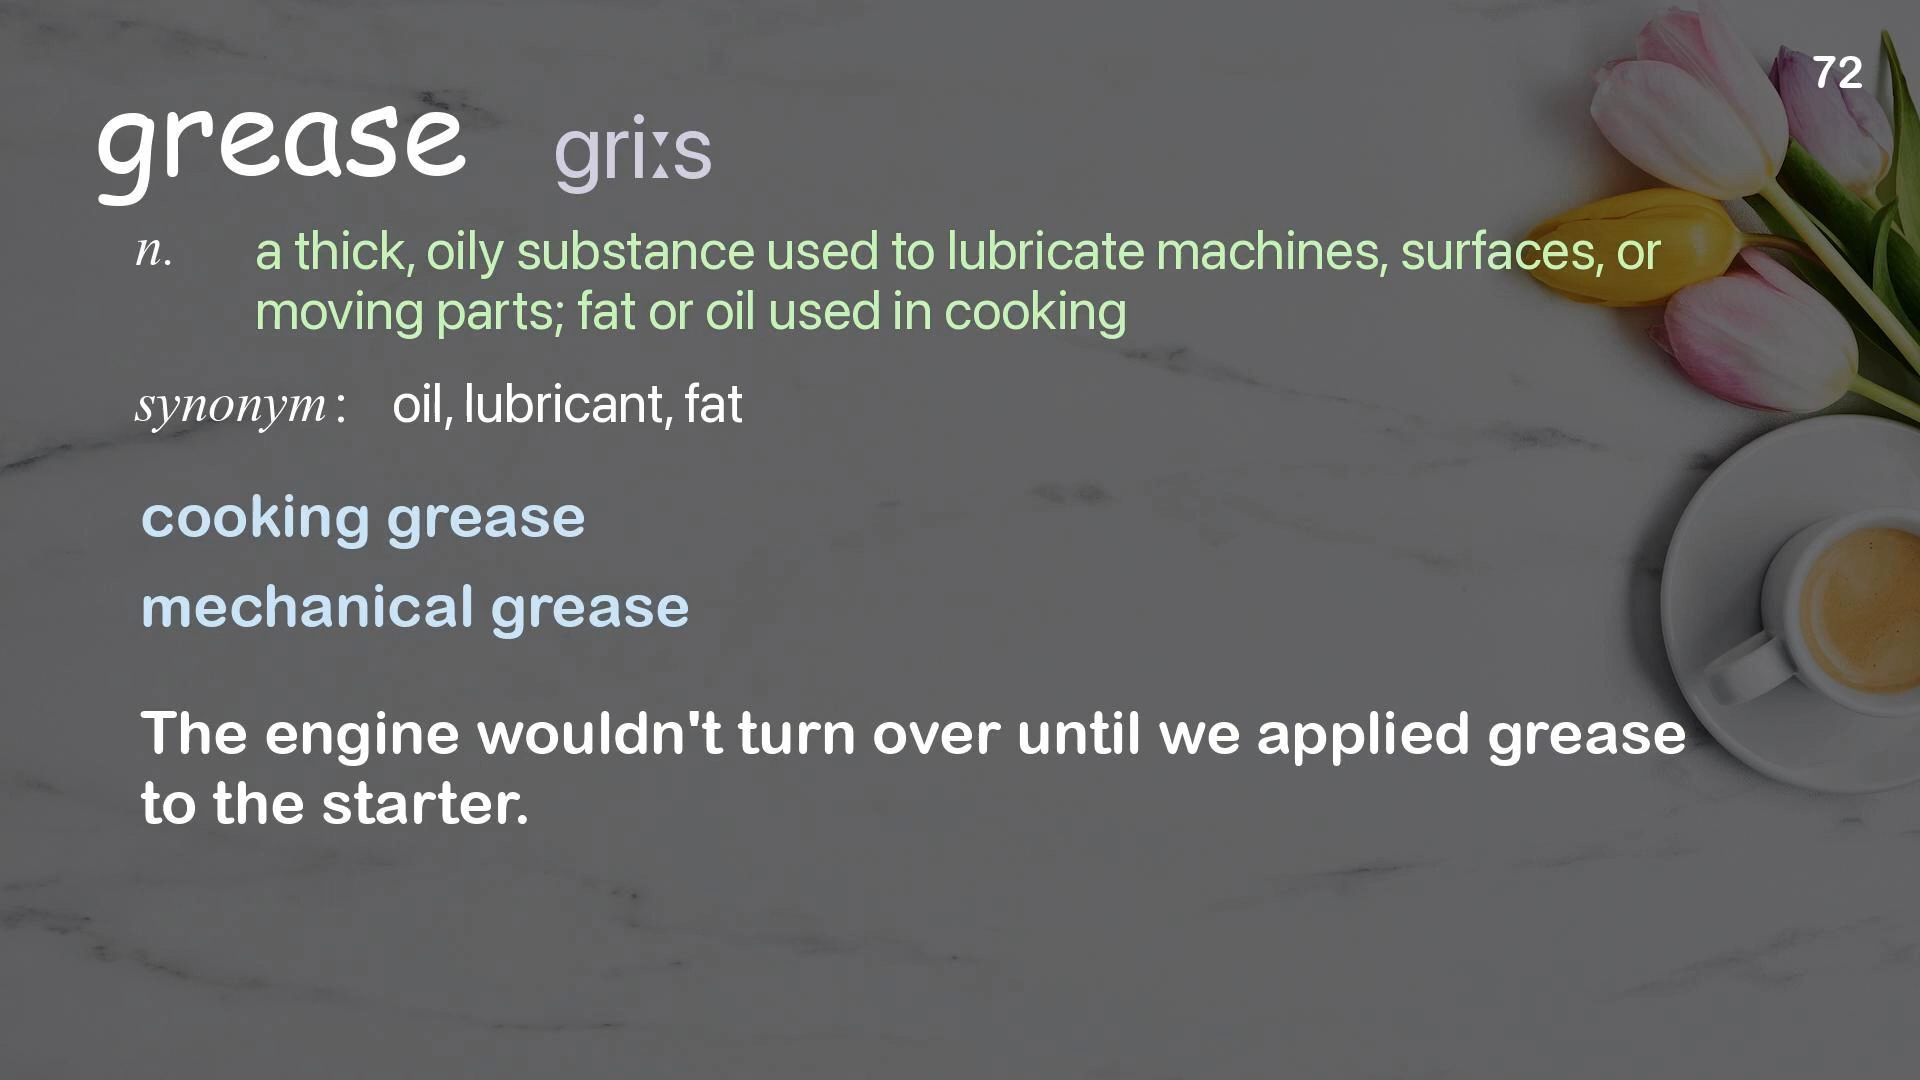 72
grease griːs
n. a thick, oily substance used to lubricate machines, surfaces, or
moving parts; fat or oil used in cooking
synonym: oil, lubricant, fat
cooking grease
mechanical grease
The engine wouldn't turn over until we applied grease
to the starter.